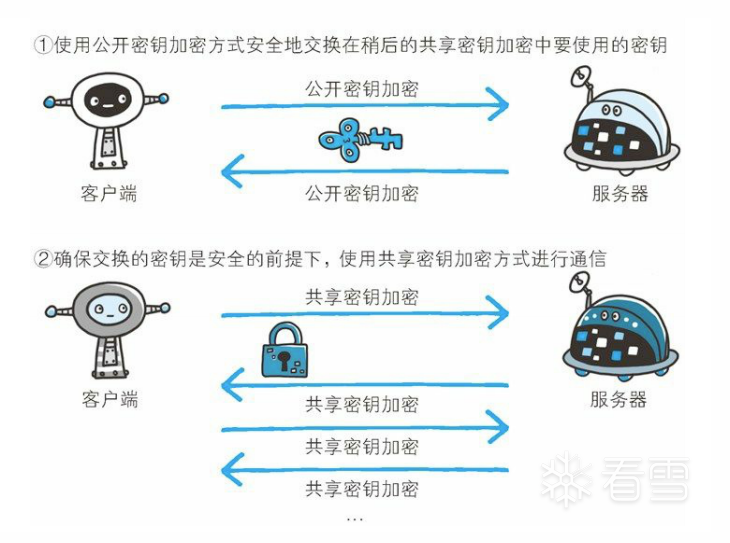 ①使用公开密钥加密方式安全地交换在稍后的共享密钥加密中要使用的密钥
公开密钥加密
公开密钥加密
客户端
服务器
②确保交换的密钥是安全的前提下，使用共享密钥加密方式进行通信
共享密钥加密
客户端
服务器
共享密钥加密
共享密钥加密
共享密钥加密
…
看雪